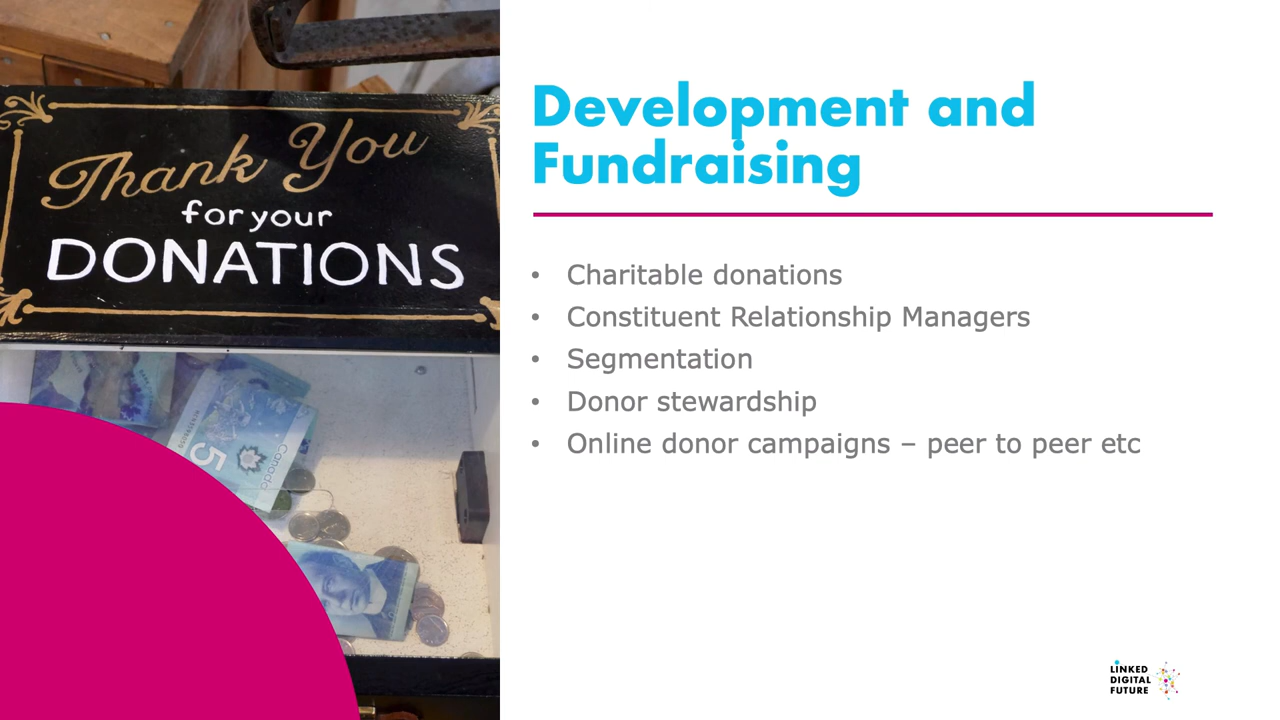 Thank You
for your
DONATIONS
5
Canada
Development and
Fundraising
• Charitable donations
• Constituent Relationship Managers
• Segmentation
• Donor stewardship
• Online donor campaigns – peer to peer etc
LINKED
DIGITAL
FUTURE